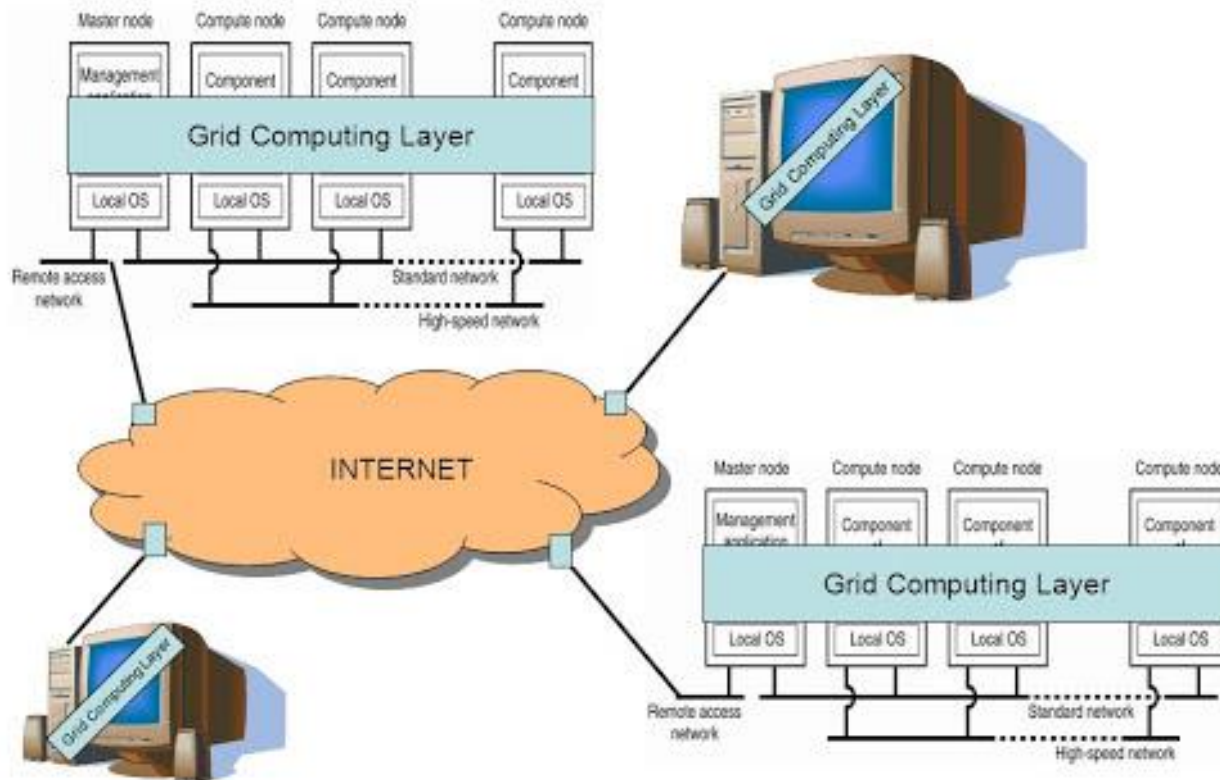 Master node
Compute node
Compute node
Compute node
Management
application
Component
Component
Component
Grid Computing Layer
Local OS
Local OS
Local OS
Local OS
Remote access
network
Standard network
High-speed network
Grid Computing Layer
INTERNET
Master node
Compute node
Compute node
Compute node
Management
application
Component
Component
Component
Grid Computing Layer
Local OS
Local OS
Local OS
Local OS
Remote access
network
Standard network
High-speed network
Grid Computing Layer